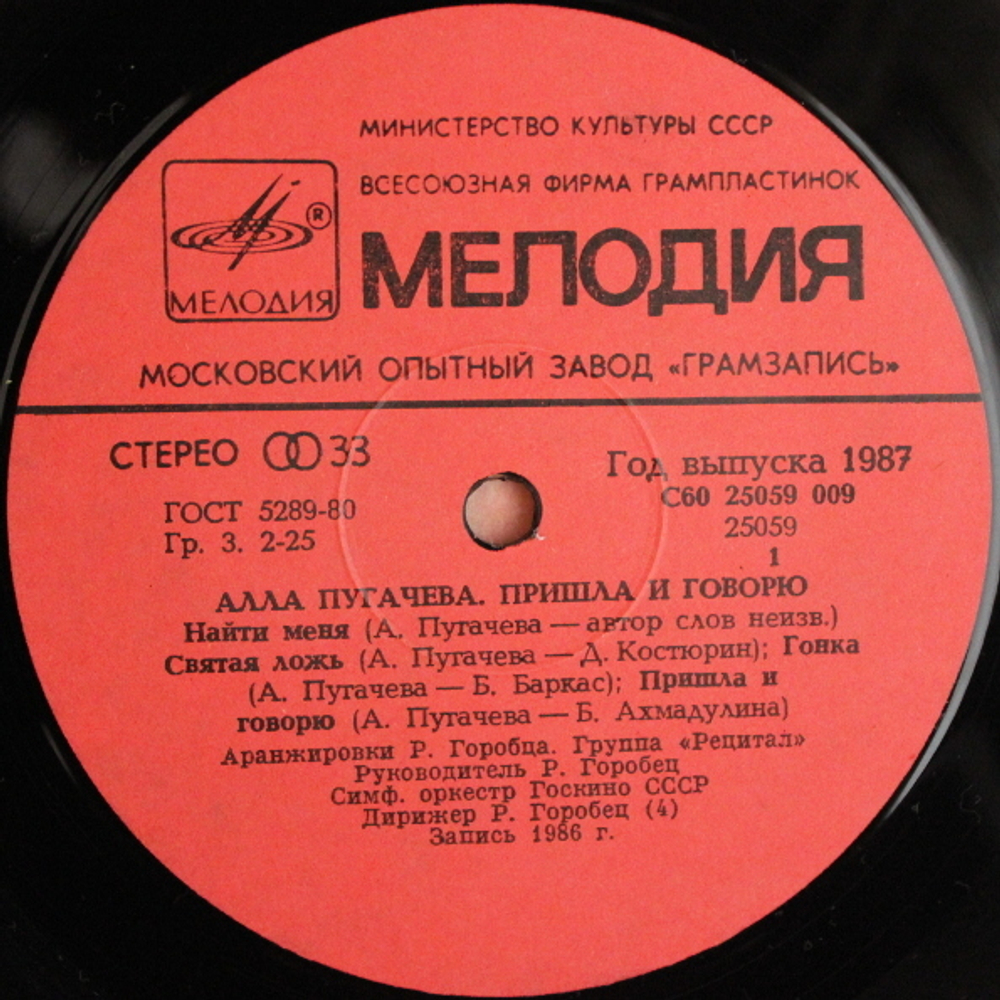 МИНИСТЕРСТВО КУЛЬТУРЫ СССР
ВСЕСОЮЗНАЯ ФИРМА ГРАМПЛАСТИНОК
®
МЕЛОДИЯ
МЕЛОДИЯ
МОСКОВСКИЙ ОПЫТНЫЙ ЗАВОД «ГРАМЗАПИСЬ»
СТЕРЕО 33
ГОСТ 5289-80
Гр. 3. 2-25
Год выпуска 1987
С60 25059 009
25059
1
АЛЛА ПУГАЧЕВА. ПРИШЛА И ГОВОРЮ
Найти меня (А. Пугачева — автор слов неизв.)
Святая ложь (А. Пугачева — Д. Костюрин); Гонка
(А. Пугачева — Б. Баркас); Пришла и
говорю (А. Пугачева — Б. Ахмадулина)
Аранжировки Р. Горобца. Группа «Рецитал»
Руководитель Р. Горобец
Симф. оркестр Госкино СССР
Дирижер Р. Горобец (4)
Запись 1986 г.